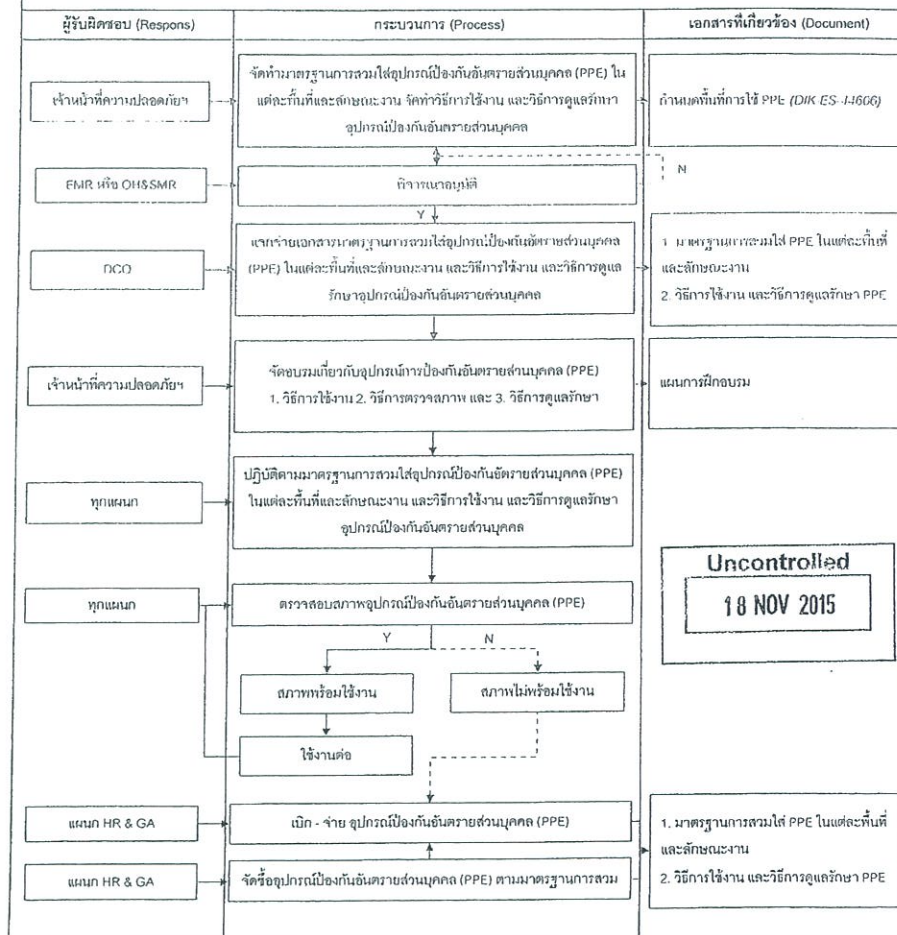 ผู้รับผิดชอบ (Respons)
กระบวนการ (Process)
เอกสารที่เกี่ยวข้อง (Document)
เจ้าหน้าที่ความปลอดภัยฯ
จัดทำมาตรฐานการสวมใส่อุปกรณ์ป้องกันอันตรายส่วนบุคคล (PPE) ใน
แต่ละพื้นที่และลักษณะงาน จัดทำวิธีการใช้งาน และวิธีการดูแลรักษา
อุปกรณ์ป้องกันอันตรายส่วนบุคคล
กำหนดพื้นที่การใช้ PPE
N
EMR หรือ OH&SMR
พิจารณาอนุมัติ
Y
DCO
แจกจ่ายเอกสารมาตรฐานการสวมใส่อุปกรณ์ป้องกันอัตรายส่วนบุคคล
(PPE) ในแต่ละพื้นที่และลักษณะงาน และวิธีการใช้งาน และวิธีการดูแล
รักษาอุปกรณ์ป้องกันอันตรายส่วนบุคคล
1. มาตรฐานการสวมใส่ PPE ในแต่ละพื้นที่
และลักษณะงาน
2. วิธีการใช้งาน และวิธีการดูแลรักษา PPE
เจ้าหน้าที่ความปลอดภัยฯ
จัดอบรมเกี่ยวกับอุปกรณ์การป้องกันอันตรายส่วนบุคคล (PPE)
1. วิธีการใช้งาน 2. วิธีการตรวจสภาพ และ 3. วิธีการดูแลรักษา
แผนการฝึกอบรม
ทุกแผนก
ปฏิบัติตามมาตรฐานการสวมใส่อุปกรณ์ป้องกันอัตรายส่วนบุคคล (PPE)
ในแต่ละพื้นที่และลักษณะงาน และวิธีการใช้งาน และวิธีการดูแลรักษา
อุปกรณ์ป้องกันอันตรายส่วนบุคคล
Uncontrolled
18 NOV 2015
ทุกแผนก
ตรวจสอบสภาพอุปกรณ์ป้องกันอันตรายส่วนบุคคล (PPE)
Y
N
สภาพพร้อมใช้งาน
สภาพไม่พร้อมใช้งาน
ใช้งานต่อ
แผนก HR & GA
เบิก - จ่าย อุปกรณ์ป้องกันอันตรายส่วนบุคคล (PPE)
แผนก HR & GA
จัดซื้ออุปกรณ์ป้องกันอันตรายส่วนบุคคล (PPE) ตามมาตรฐานการสวม
1. มาตรฐานการสวมใส่ PPE ในแต่ละพื้นที่
และลักษณะงาน
2. วิธีการใช้งาน และวิธีการดูแลรักษา PPE